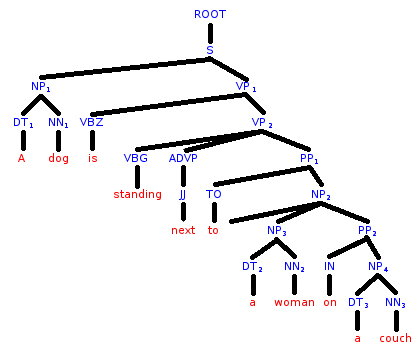 ROOT
S
NP₁ VP₁
DT₁ NN₁ VBZ VP₂
A dog is VBG ADVP PP₁
standing JJ TO NP₂
next to NP₃ PP₂
DT₂ NN₂ IN NP₄
a woman on DT₃ NN₃
a couch